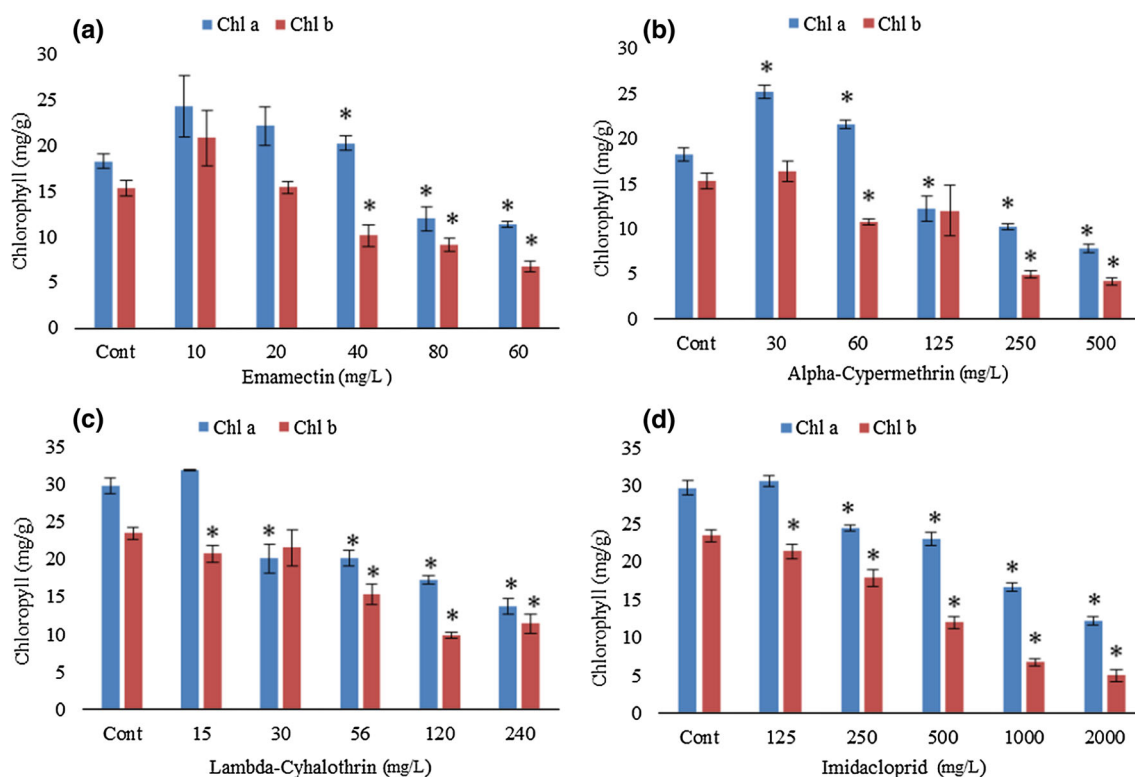 (a)
Chl a Chl b
Chlorophyll (mg/g)
30
25
20
15
10
5
0
* * * * * *
Cont 10 20 40 80 60
Emamectin (mg/L )
(b)
Chl a Chl b
Chlorophyll (mg/g)
30
25
20
15
10
5
0
* * * * * * * *
Cont 30 60 125 250 500
Alpha-Cypermethrin (mg/L)
(c)
Chl a Chl b
Chloropyll (mg/g)
35
30
25
20
15
10
5
0
* * * * * * * *
Cont 15 30 56 120 240
Lambda-Cyhalothrin (mg/L)
(d)
Chl a Chl b
Chlorophyll (mg/g)
35
30
25
20
15
10
5
0
* * * * * * * * *
Cont 125 250 500 1000 2000
Imidacloprid (mg/L)